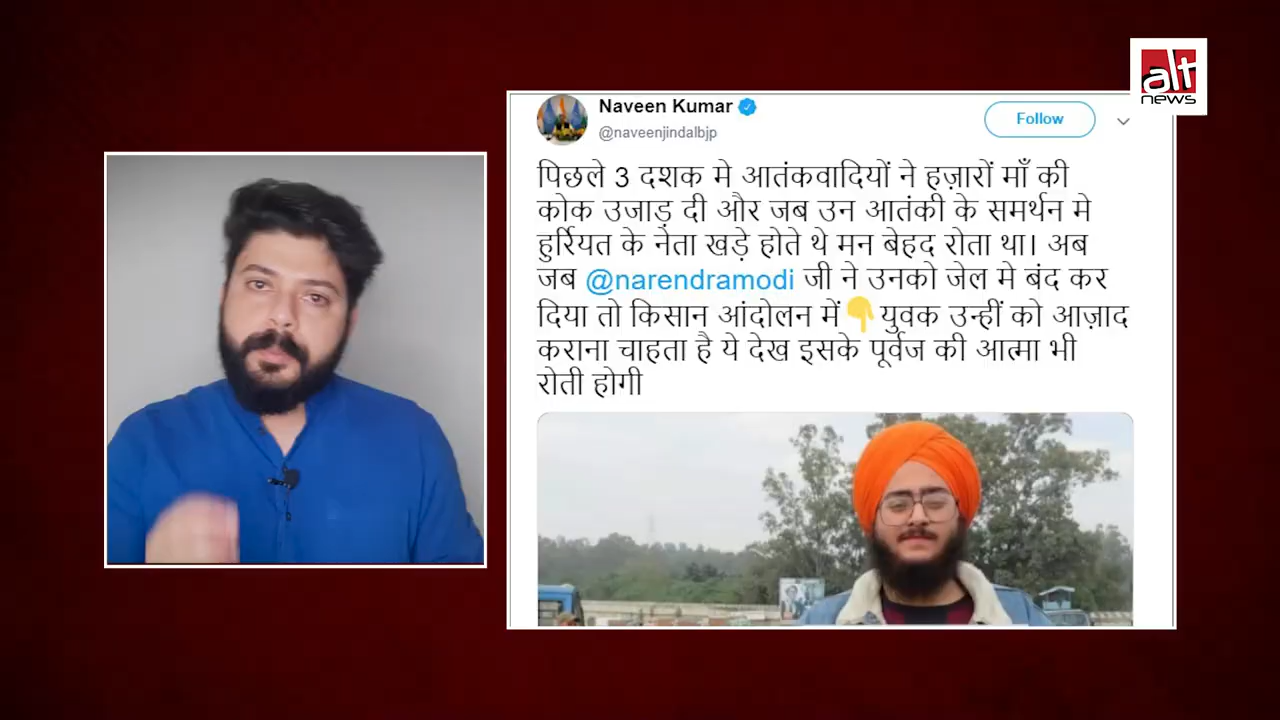 alt
news
Naveen Kumar
@naveenjindalbjp
Follow
पिछले 3 दशक मे आतंकवादियों ने हज़ारों माँ की
कोक उजाड़ दी और जब उन आतंकी के समर्थन मे
हुर्रियत के नेता खड़े होते थे मन बेहद रोता था। अब
जब @narendramodi जी ने उनको जेल मे बंद कर
दिया तो किसान आंदोलन में👇 युवक उन्हीं को आज़ाद
कराना चाहता है ये देख इसके पूर्वज की आत्मा भी
रोती होगी